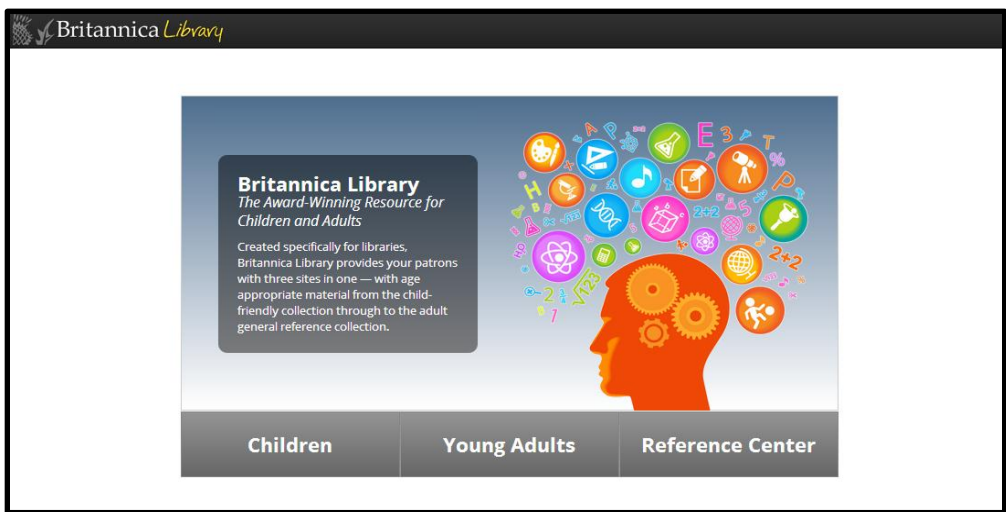 Britannica Library
Britannica Library
The Award-Winning Resource for
Children and Adults
Created specifically for libraries,
Britannica Library provides your patrons
with three sites in one — with age
appropriate material from the child-
friendly collection through to the adult
general reference collection.
Children
Young Adults
Reference Center